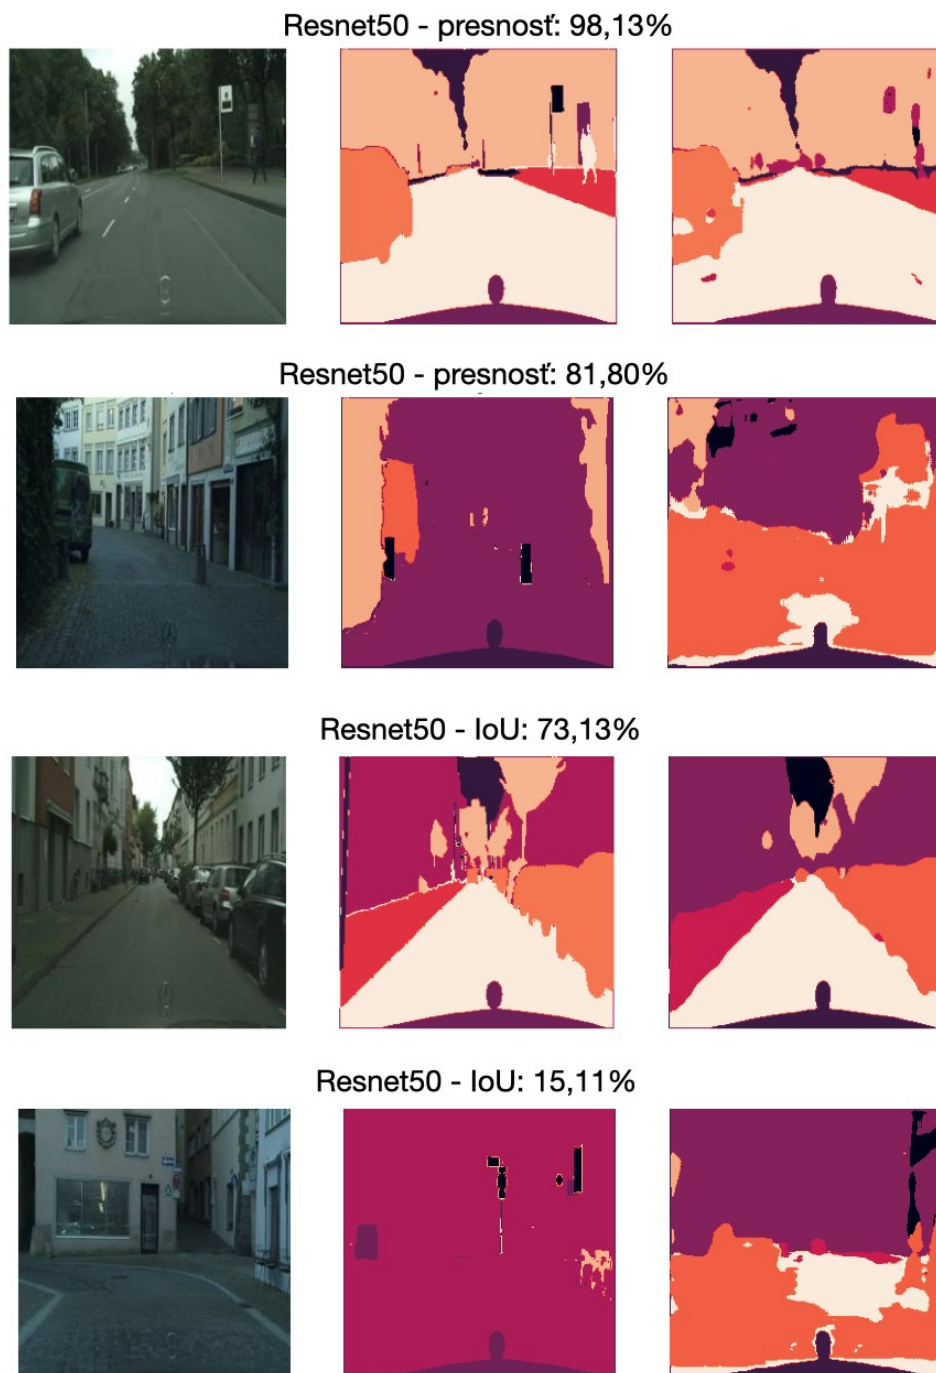 Resnet50 - presnosť: 98,13%
Resnet50 - presnosť: 81,80%
Resnet50 - IoU: 73,13%
Resnet50 - IoU: 15,11%